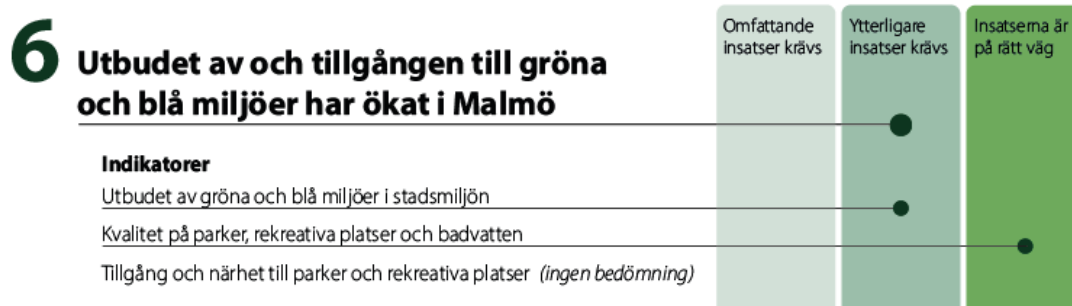 6
Utbudet av och tillgången till gröna
och blå miljöer har ökat i Malmö
Omfattande
insatser krävs
Ytterligare
insatser krävs
Insatserna är
på rätt väg
Indikatorer
Utbudet av gröna och blå miljöer i stadsmiljön
Kvalitet på parker, rekreativa platser och badvatten
Tillgång och närhet till parker och rekreativa platser (ingen bedömning)